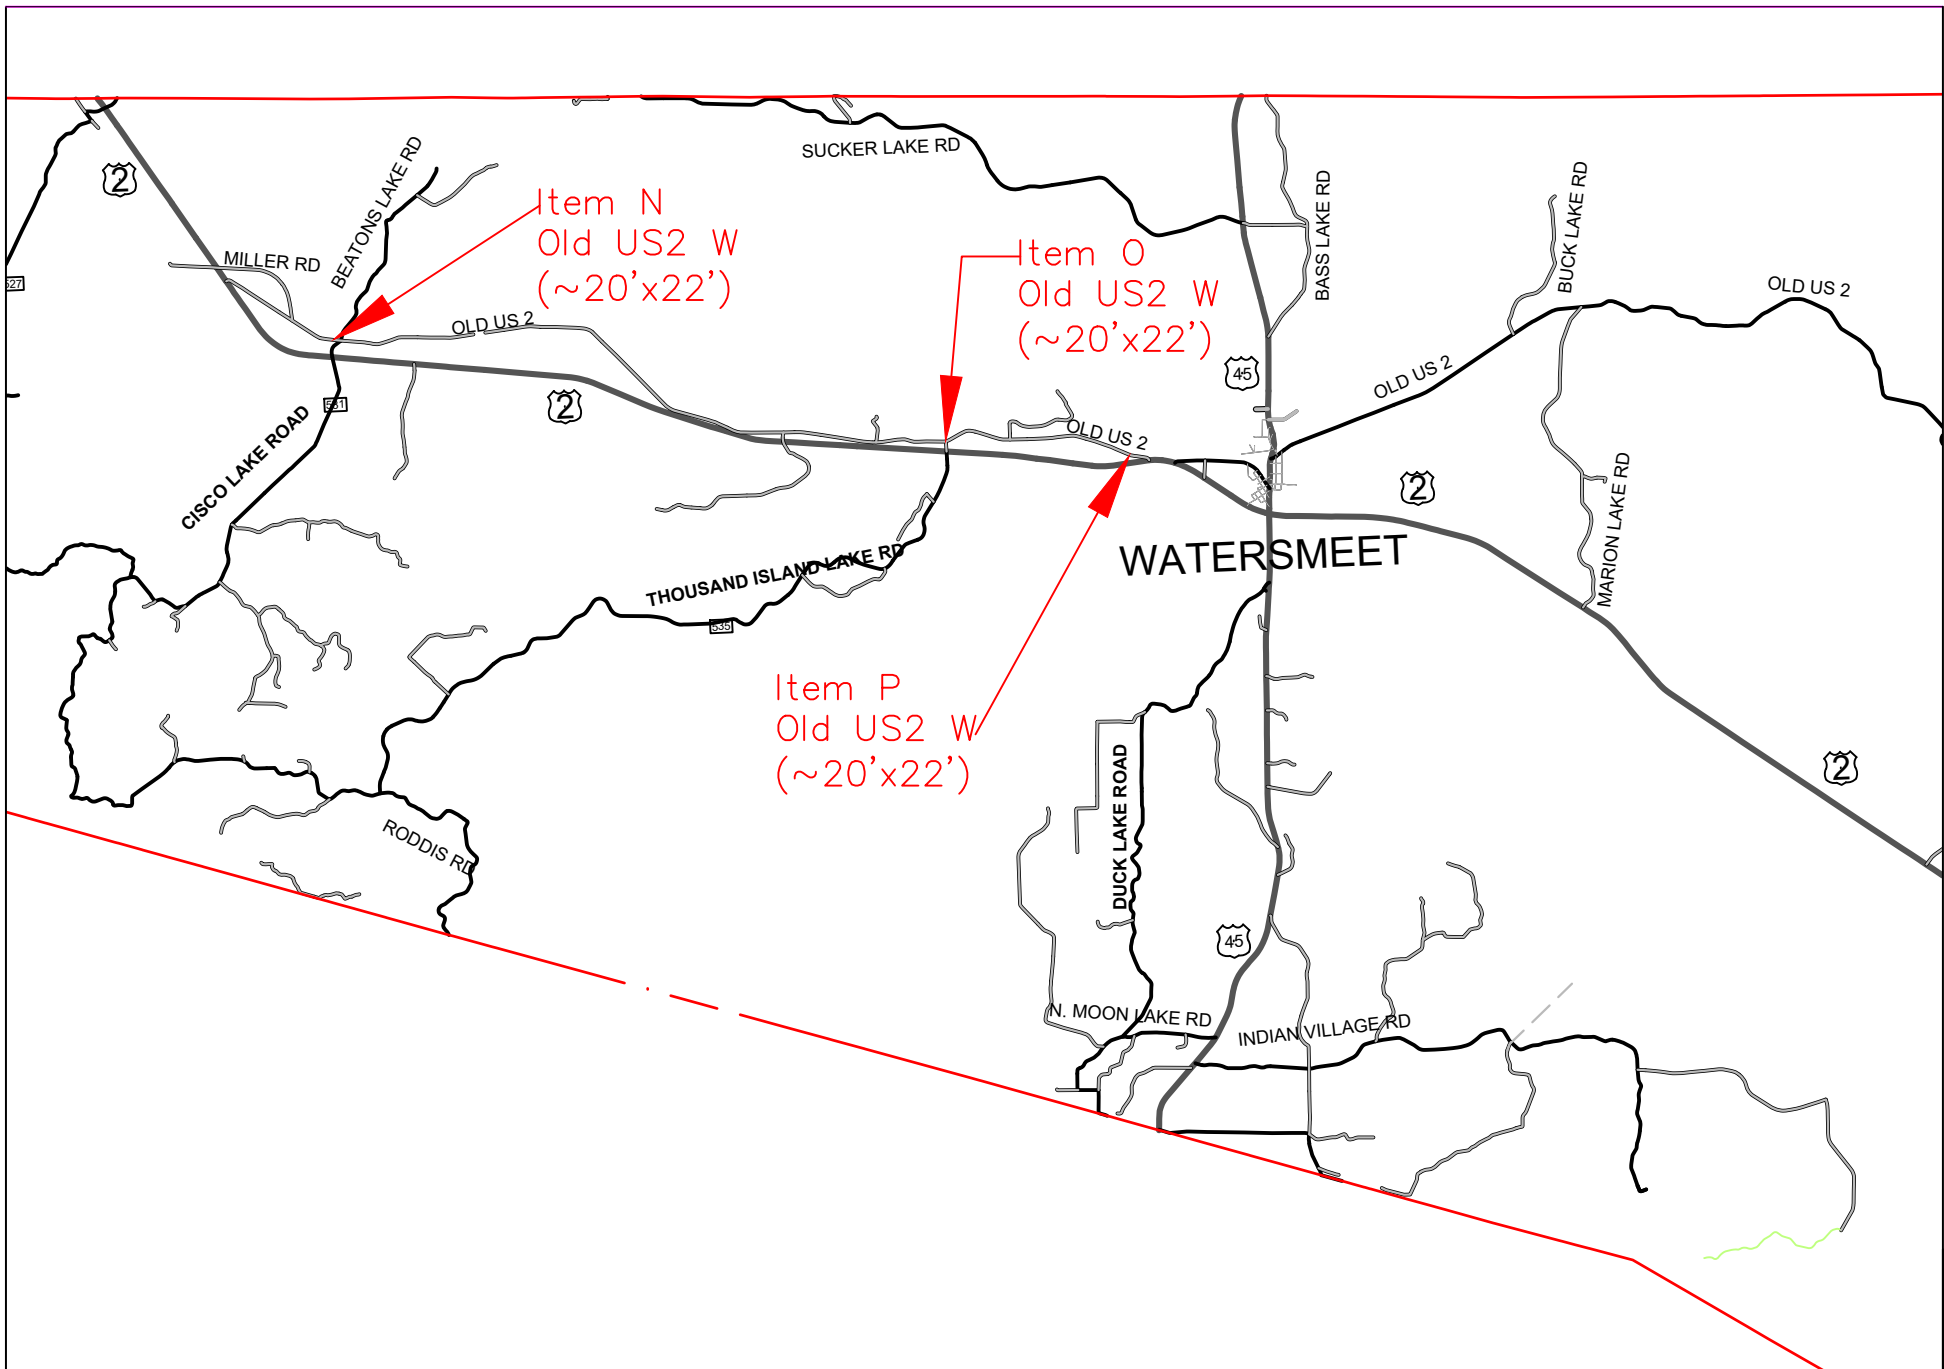 SUCKER LAKE RD
2
BEATONS LAKE RD
BASS LAKE RD
BUCK LAKE RD
Item N
Old US2 W
(~20'x22')
Item O
Old US2 W
(~20'x22')
MILLER RD
527
OLD US 2
OLD US 2
45
OLD US 2
2
531
CISCO LAKE ROAD
OLD US 2
2
MARION LAKE RD
WATERSMEET
THOUSAND ISLAND LAKE RD
535
Item P
Old US2 W
(~20'x22')
2
DUCK LAKE ROAD
RODDIS RD
45
N. MOON LAKE RD
INDIAN VILLAGE RD